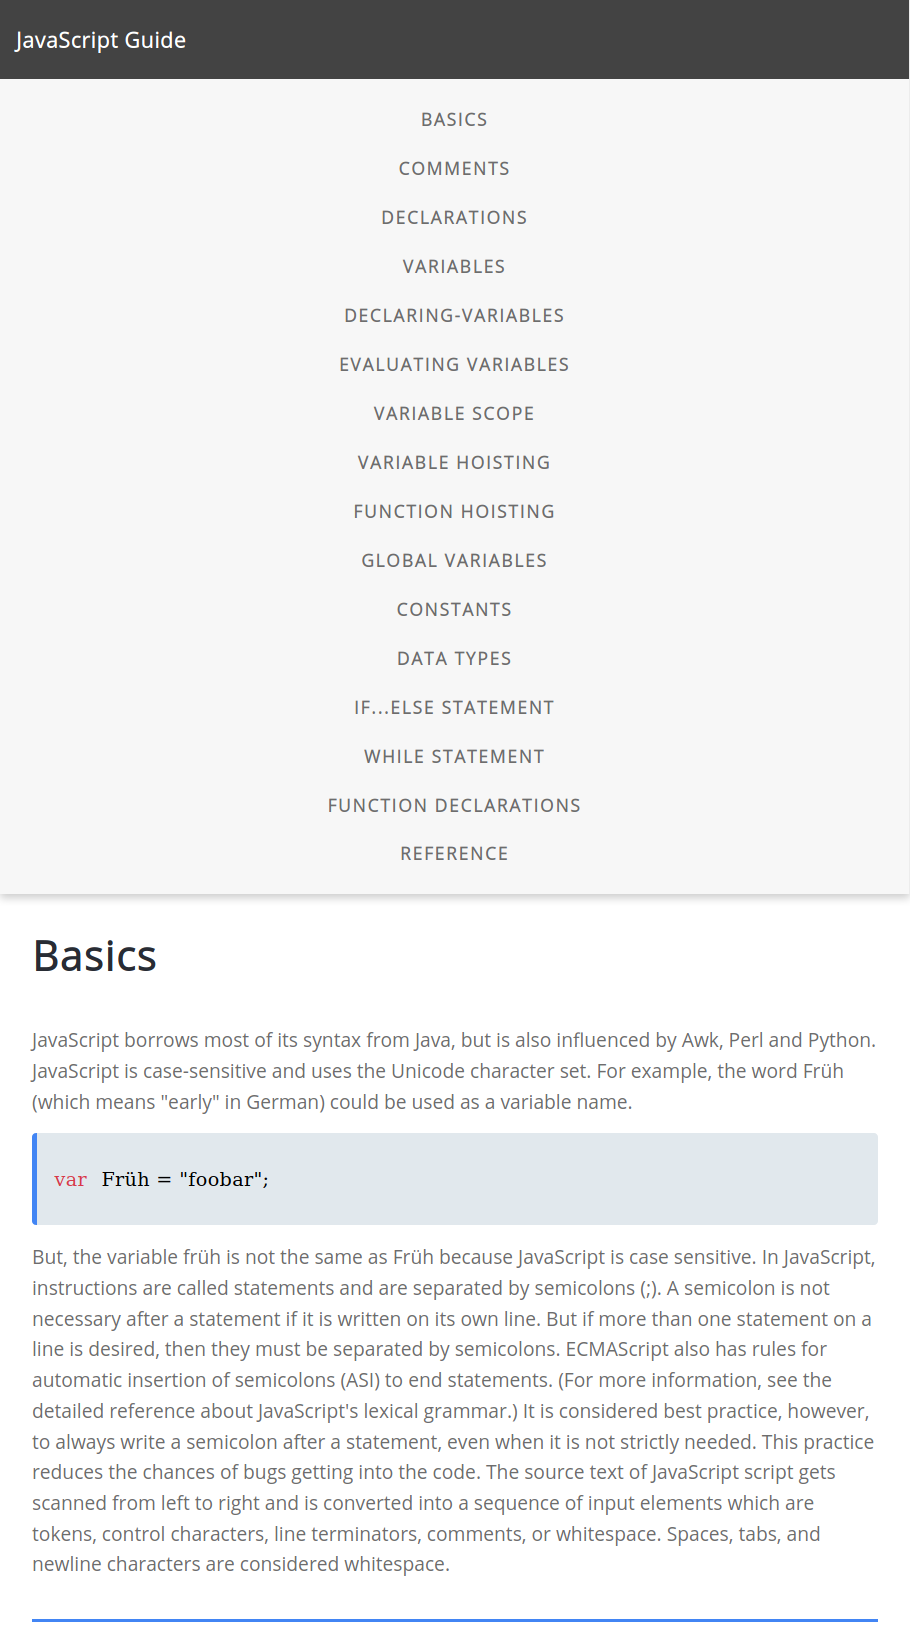 JavaScript Guide
BASICS
COMMENTS
DECLARATIONS
VARIABLES
DECLARING-VARIABLES
EVALUATING VARIABLES
VARIABLE SCOPE
VARIABLE HOISTING
FUNCTION HOISTING
GLOBAL VARIABLES
CONSTANTS
DATA TYPES
IF...ELSE STATEMENT
WHILE STATEMENT
FUNCTION DECLARATIONS
REFERENCE
Basics
JavaScript borrows most of its syntax from Java, but is also influenced by Awk, Perl and Python.
JavaScript is case-sensitive and uses the Unicode character set. For example, the word Früh
(which means "early" in German) could be used as a variable name.
var Früh = "foobar";
But, the variable früh is not the same as Früh because JavaScript is case sensitive. In JavaScript,
instructions are called statements and are separated by semicolons (;). A semicolon is not
necessary after a statement if it is written on its own line. But if more than one statement on a
line is desired, then they must be separated by semicolons. ECMAScript also has rules for
automatic insertion of semicolons (ASI) to end statements. (For more information, see the
detailed reference about JavaScript's lexical grammar.) It is considered best practice, however,
to always write a semicolon after a statement, even when it is not strictly needed. This practice
reduces the chances of bugs getting into the code. The source text of JavaScript script gets
scanned from left to right and is converted into a sequence of input elements which are
tokens, control characters, line terminators, comments, or whitespace. Spaces, tabs, and
newline characters are considered whitespace.